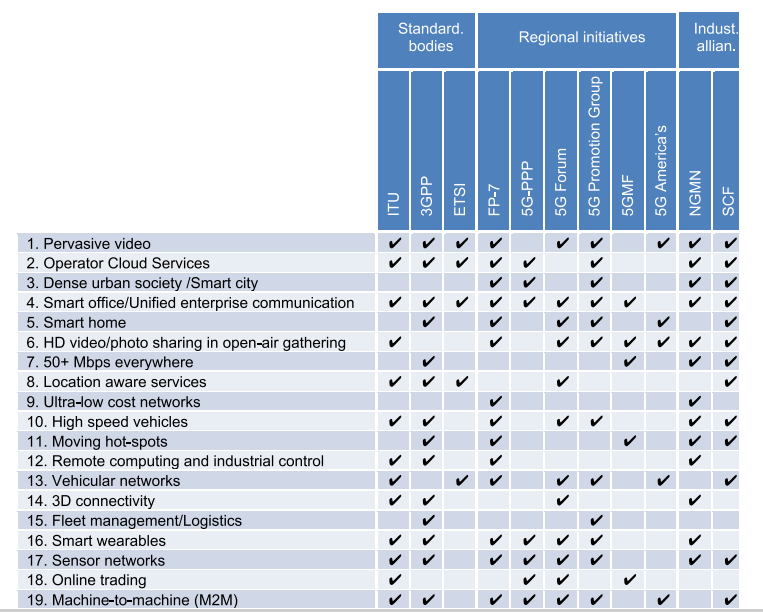 Standard. bodies Regional initiatives Indust. allian.
ITU 3GPP ETSI FP-7 5G-PPP 5G Forum 5G Promotion Group 5GMF 5G America's NGMN SCF
1. Pervasive video ✔ ✔ ✔ ✔ ✔ ✔ ✔ ✔ ✔
2. Operator Cloud Services ✔ ✔ ✔ ✔ ✔ ✔ ✔ ✔
3. Dense urban society /Smart city ✔ ✔ ✔ ✔ ✔
4. Smart office/Unified enterprise communication ✔ ✔ ✔ ✔ ✔ ✔ ✔ ✔ ✔ ✔
5. Smart home ✔ ✔ ✔ ✔ ✔ ✔
6. HD video/photo sharing in open-air gathering ✔ ✔ ✔ ✔ ✔ ✔ ✔ ✔
7. 50+ Mbps everywhere ✔ ✔ ✔ ✔
8. Location aware services ✔ ✔ ✔ ✔ ✔
9. Ultra-low cost networks ✔ ✔
10. High speed vehicles ✔ ✔ ✔ ✔ ✔ ✔ ✔
11. Moving hot-spots ✔ ✔ ✔ ✔ ✔
12. Remote computing and industrial control ✔ ✔ ✔ ✔
13. Vehicular networks ✔ ✔ ✔ ✔ ✔ ✔ ✔
14. 3D connectivity ✔ ✔ ✔ ✔
15. Fleet management/Logistics ✔ ✔
16. Smart wearables ✔ ✔ ✔ ✔ ✔ ✔ ✔
17. Sensor networks ✔ ✔ ✔ ✔ ✔ ✔ ✔ ✔
18. Online trading ✔ ✔ ✔ ✔
19. Machine-to-machine (M2M) ✔ ✔ ✔ ✔ ✔ ✔ ✔ ✔